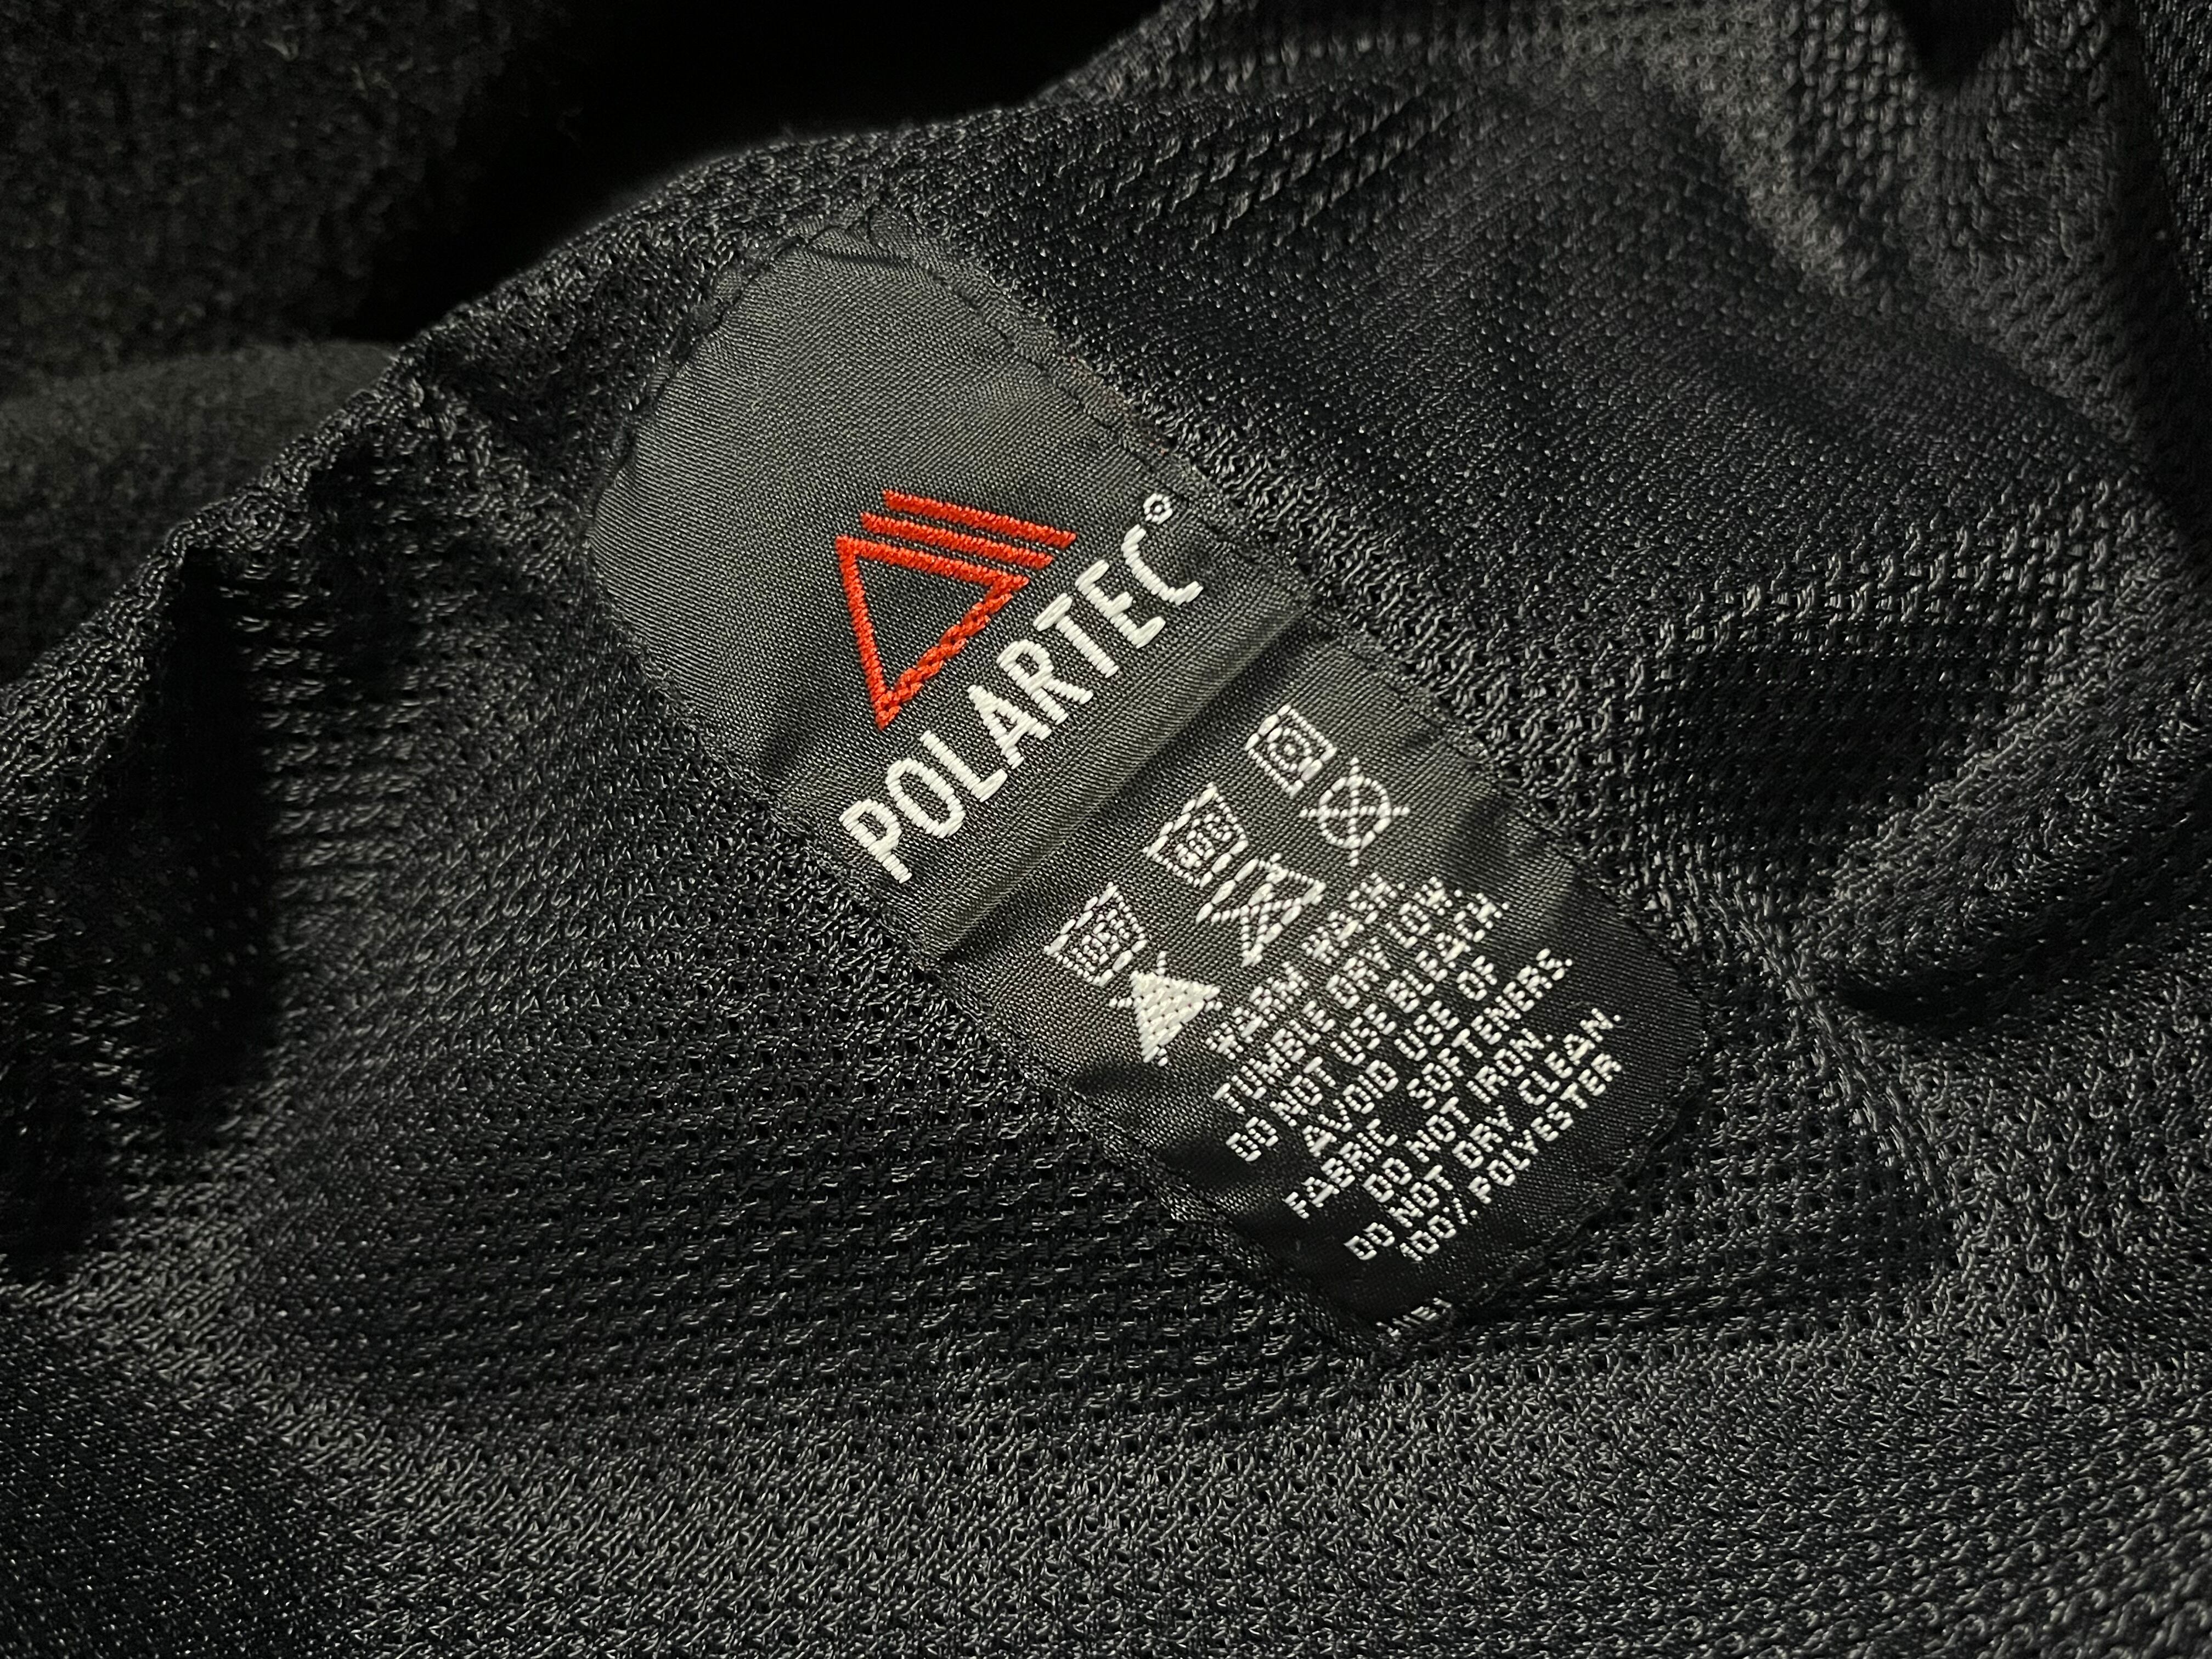 POLARTEC°
WARM WASH.
TUMBLE DRY LOW.
DO NOT USE BLEACH.
AVOID USE OF
FABRIC SOFTENERS.
DO NOT IRON.
DO NOT DRY CLEAN.
100% POLYESTER